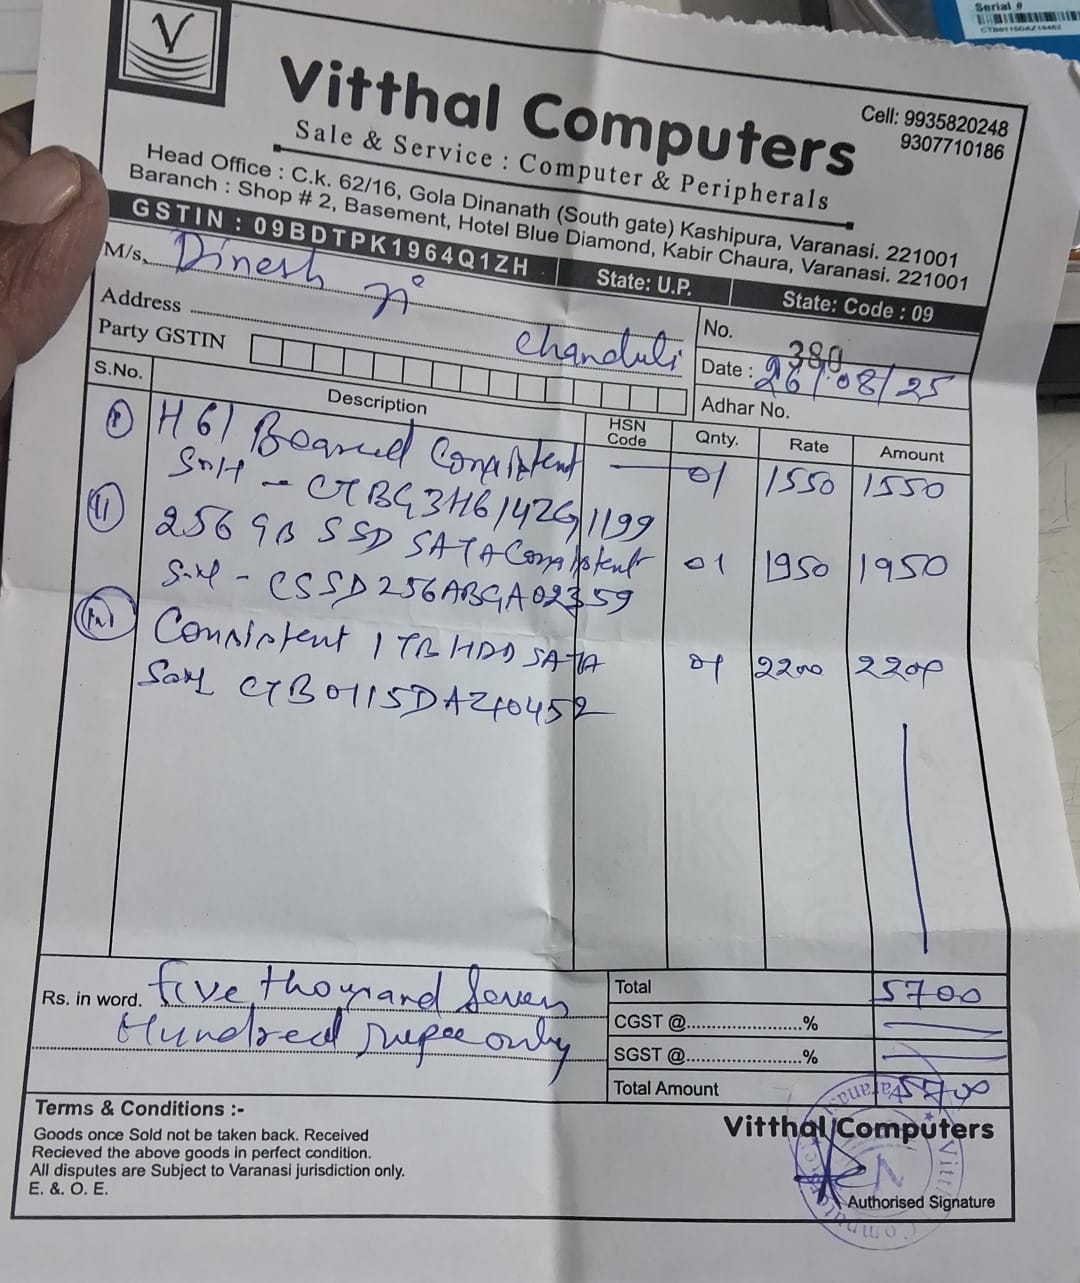 Serial #
V
Vitthal Computers
Cell: 9935820248
9307710186
Sale & Service : Computer & Peripherals
Head Office : C.k. 62/16, Gola Dinanath (South gate) Kashipura, Varanasi. 221001
Baranch : Shop # 2, Basement, Hotel Blue Diamond, Kabir Chaura, Varanasi. 221001
GSTIN : 09BDTPK1964Q1ZH State: U.P. State: Code : 09
M/s. Dinesh
No. 380
Address Chanduli
Date : 26/08/25
Party GSTIN
Adhar No.
S.No. Description HSN Code Qnty. Rate Amount
H61 Board Consistent 01 1550 1550
CTBG3H6142G1199
256 GB SSD SATA Consistent 01 1950 1950
CSSD256ABGA02359
Consistent 1 TB HDD SATA 01 2200 2200
CTB0115DAZ10452
Rs. in word. five thousand Seven
Hundred rupee only
Total 5700
CGST @......................%
SGST @......................%
Total Amount 5700
Terms & Conditions :-
Goods once Sold not be taken back. Received
Recieved the above goods in perfect condition.
All disputes are Subject to Varanasi jurisdiction only.
E. & O. E.
Vitthal Computers
Authorised Signature